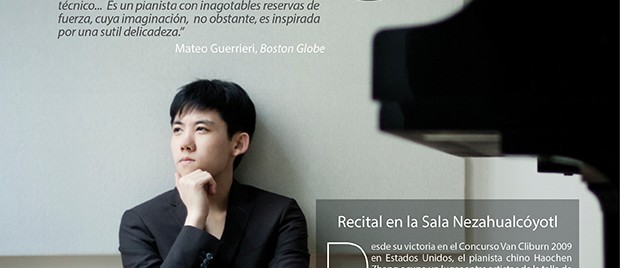 técnico... Es un pianista con inagotables reservas de
fuerza, cuya imaginación, no obstante, es inspirada
por una sutil delicadeza.“
Mateo Guerrieri, Boston Globe
Recital en la Sala Nezahualcóyotl
Desde su victoria en el Concurso Van Cliburn 2009
en Estados Unidos, el pianista chino Haochen